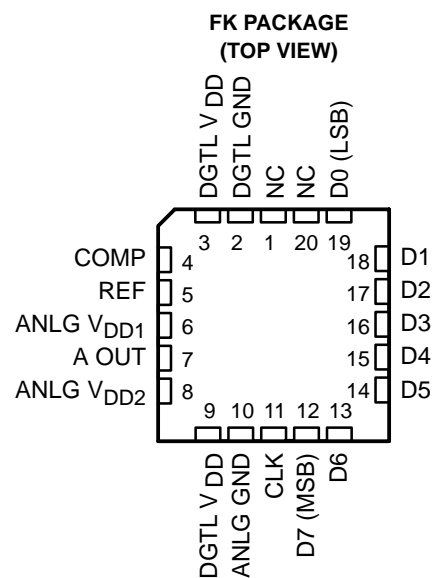 FK PACKAGE
(TOP VIEW)
DGTL VDD
DGTL GND
NC
NC
D0 (LSB)
3 2 1 20 19
COMP 4
REF 5
ANLG VDD1 6
A OUT 7
ANLG VDD2 8
18 D1
17 D2
16 D3
15 D4
14 D5
9 10 11 12 13
DGTL VDD
ANLG GND
CLK
D7 (MSB)
D6